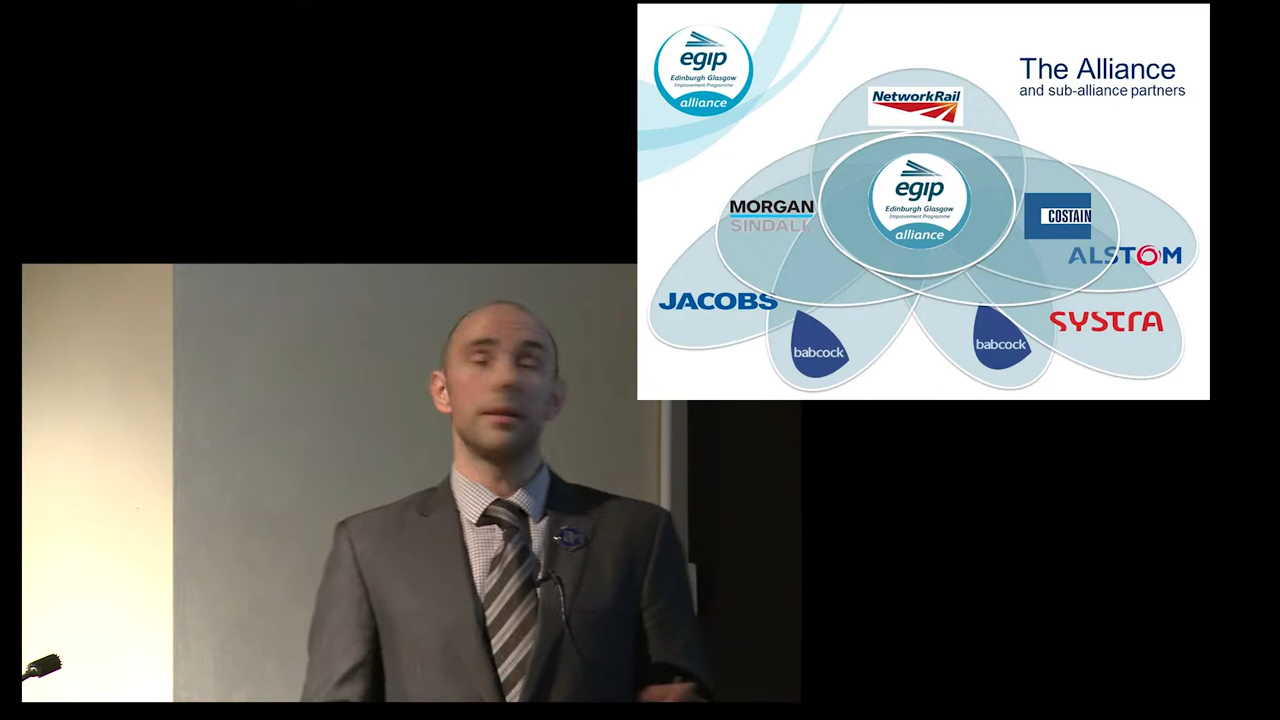 egip
Edinburgh Glasgow
Improvement Programme
alliance
The Alliance
and sub-alliance partners
NetworkRail
egip
Edinburgh Glasgow
Improvement Programme
alliance
MORGAN
SINDALL
COSTAIN
ALSTOM
JACOBS
SYSTRA
babcock
babcock